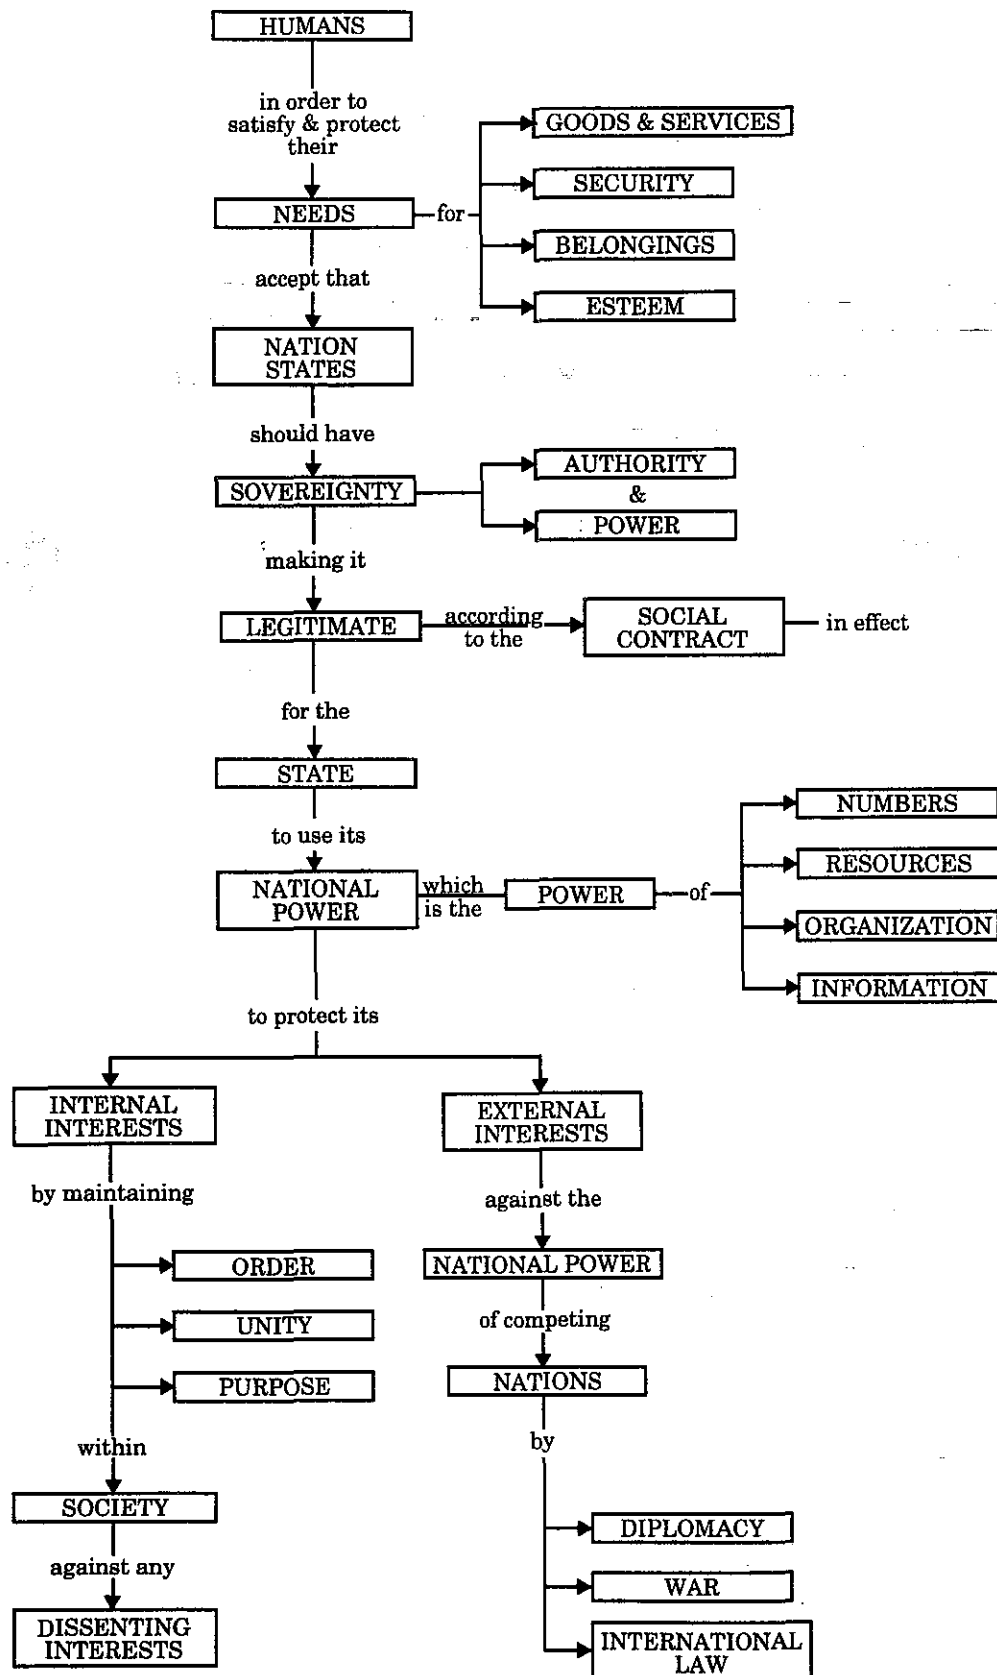 HUMANS
in order to
satisfy & protect
their
GOODS & SERVICES
SECURITY
NEEDS
for
BELONGINGS
accept that
ESTEEM
NATION
STATES
should have
AUTHORITY
SOVEREIGNTY
&
POWER
making it
LEGITIMATE
according
to the
SOCIAL
CONTRACT
in effect
for the
STATE
NUMBERS
to use its
RESOURCES
NATIONAL
POWER
which
is the
POWER
of
ORGANIZATION
INFORMATION
to protect its
INTERNAL
INTERESTS
by maintaining
ORDER
UNITY
PURPOSE
within
SOCIETY
against any
DISSENTING
INTERESTS
EXTERNAL
INTERESTS
against the
NATIONAL POWER
of competing
NATIONS
by
DIPLOMACY
WAR
INTERNATIONAL
LAW